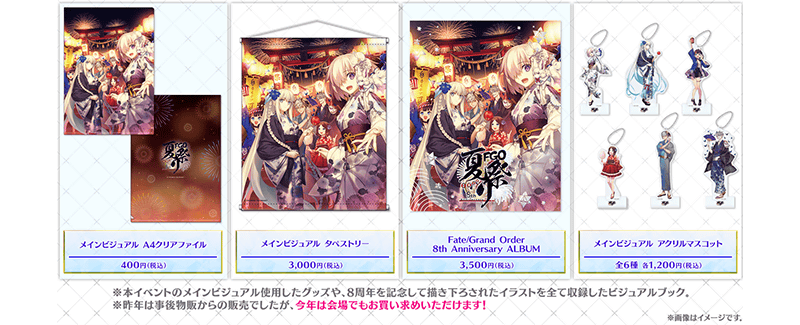 FGO
夏祭り
メインビジュアル A4クリアファイル
400円(税込)
メインビジュアル タペストリー
3,000円(税込)
Fate/Grand Order
8th Anniversary ALBUM
3,500円(税込)
メインビジュアル アクリルマスコット
全6種 各1,200円(税込)
※本イベントのメインビジュアル使用したグッズや、8周年を記念して描き下ろされたイラストを全て収録したビジュアルブック。
※昨年は事後物販からの販売でしたが、今年は会場でもお買い求めいただけます!
※画像はイメージです。